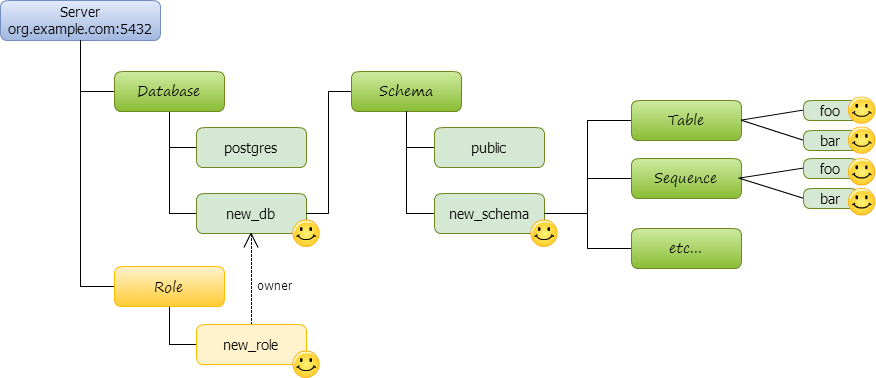 Server
org.example.com:5432
Database
postgres
new_db
owner
Role
new_role
Schema
public
new_schema
Table
foo
bar
Sequence
foo
bar
etc...